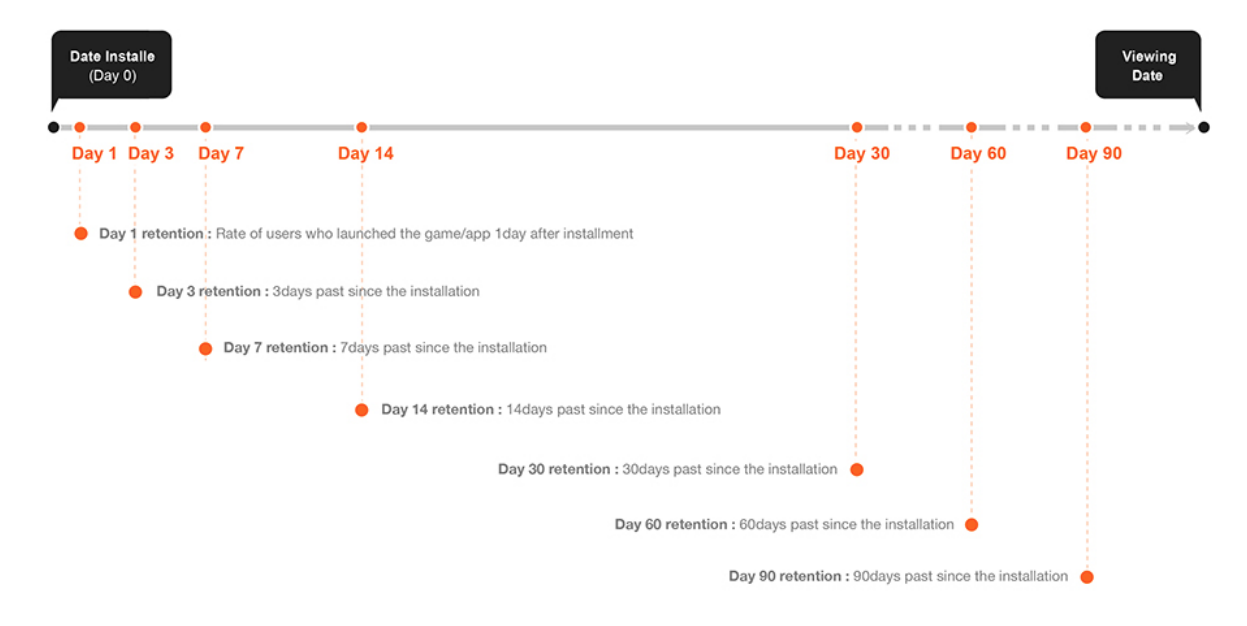 Date Installe
(Day 0)
Viewing
Date
Day 1 Day 3 Day 7 Day 14 Day 30 Day 60 Day 90
Day 1 retention : Rate of users who launched the game/app 1day after installment
Day 3 retention : 3days past since the installation
Day 7 retention : 7days past since the installation
Day 14 retention : 14days past since the installation
Day 30 retention : 30days past since the installation
Day 60 retention : 60days past since the installation
Day 90 retention : 90days past since the installation